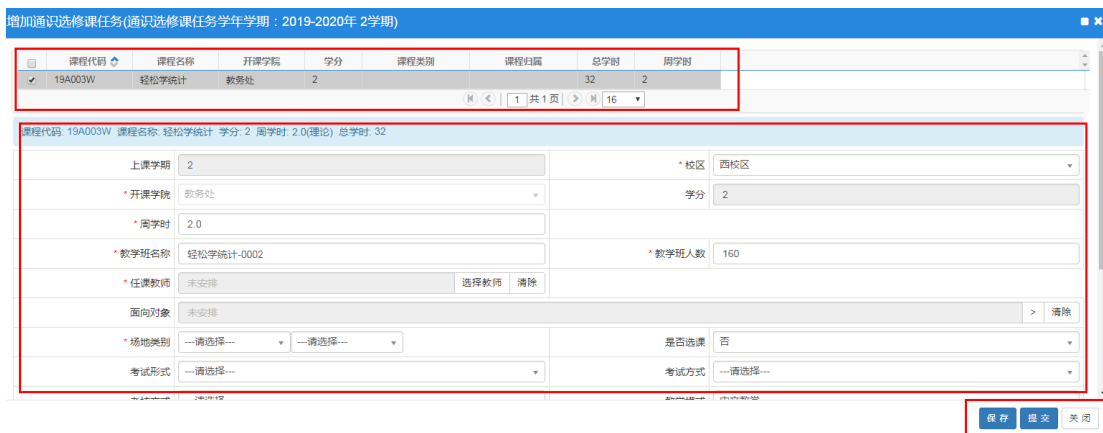 增加通识选修课任务(通识选修课任务学年学期：2019-2020年 2学期)
课程代码 课程名称 开课学院 学分 课程类别 课程归属 总学时 周学时
19A003W 轻松学统计 教务处 2 32 2
1 共1页 16
课程代码: 19A003W 课程名称: 轻松学统计 学分: 2 周学时: 2.0(理论) 总学时: 32
上课学期 2 * 校区 西校区
* 开课学院 教务处 学分 2
* 周学时 2.0
* 教学班名称 轻松学统计-0002 * 教学班人数 160
* 任课教师 未安排 选择教师 清除
面向对象 未安排 > 清除
* 场地类别 ---请选择--- ---请选择--- 是否选课 否
考试形式 ---请选择--- 考试方式 ---请选择---
保存 提交 关闭